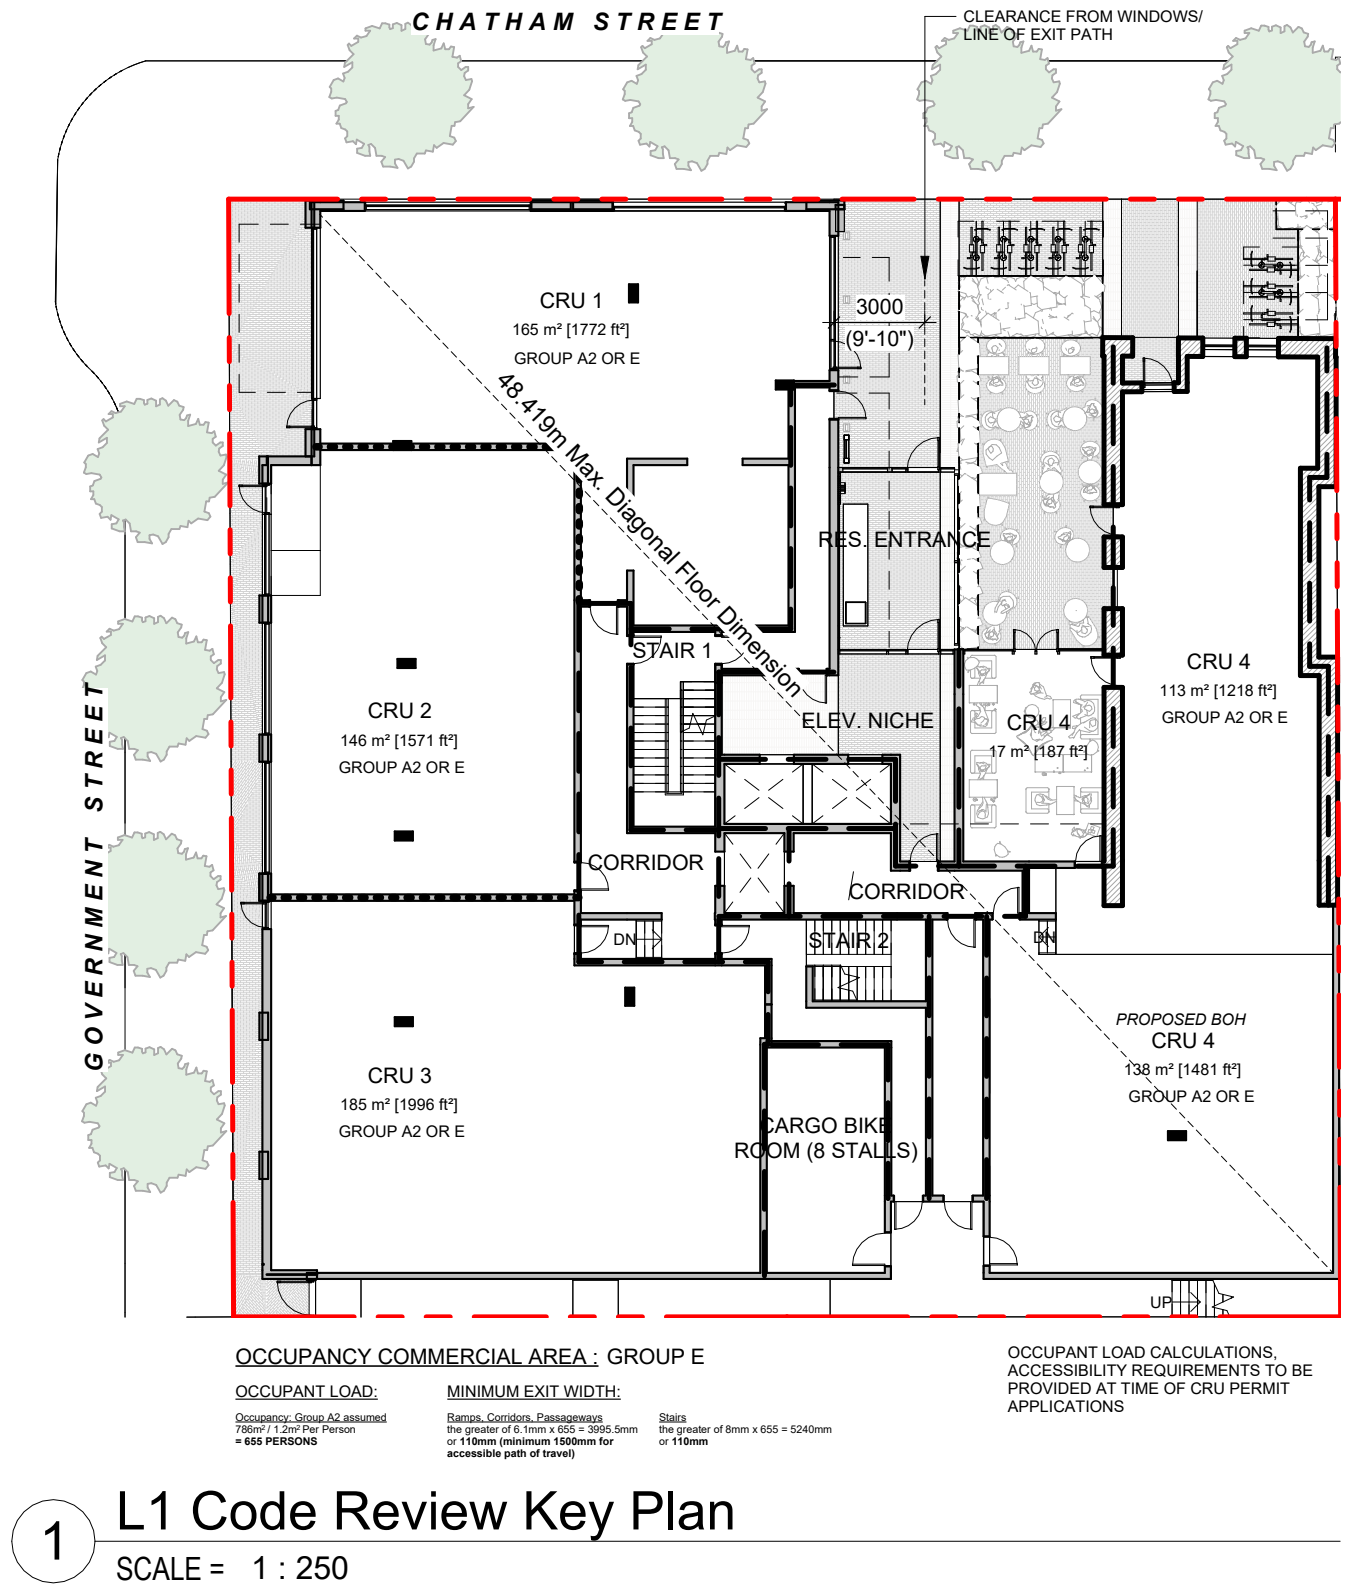 CHATHAM STREET
CLEARANCE FROM WINDOWS/
LINE OF EXIT PATH
3000
(9'-10")
CRU 1
165 m² [1772 ft²]
GROUP A2 OR E
48.419m Max. Diagonal Floor Dimension
RES. ENTRANCE
STAIR 1
CRU 4
113 m² [1218 ft²]
GROUP A2 OR E
GOVERNMENT STREET
CRU 2
146 m² [1571 ft²]
GROUP A2 OR E
ELEV. NICHE
CRU 4
17 m² [187 ft²]
CORRIDOR
CORRIDOR
DN
STAIR 2
DN
PROPOSED BOH
CRU 4
138 m² [1481 ft²]
GROUP A2 OR E
CRU 3
185 m² [1996 ft²]
GROUP A2 OR E
CARGO BIKE
ROOM (8 STALLS)
UP
OCCUPANCY COMMERCIAL AREA : GROUP E
OCCUPANT LOAD:
Occupancy: Group A2 assumed
786m² / 1.2m² Per Person
= 655 PERSONS
MINIMUM EXIT WIDTH:
Ramps, Corridors, Passageways
the greater of 6.1mm x 655 = 3995.5mm
or 110mm (minimum 1500mm for
accessible path of travel)
Stairs
the greater of 8mm x 655 = 5240mm
or 110mm
OCCUPANT LOAD CALCULATIONS,
ACCESSIBILITY REQUIREMENTS TO BE
PROVIDED AT TIME OF CRU PERMIT
APPLICATIONS
1
L1 Code Review Key Plan
SCALE = 1 : 250